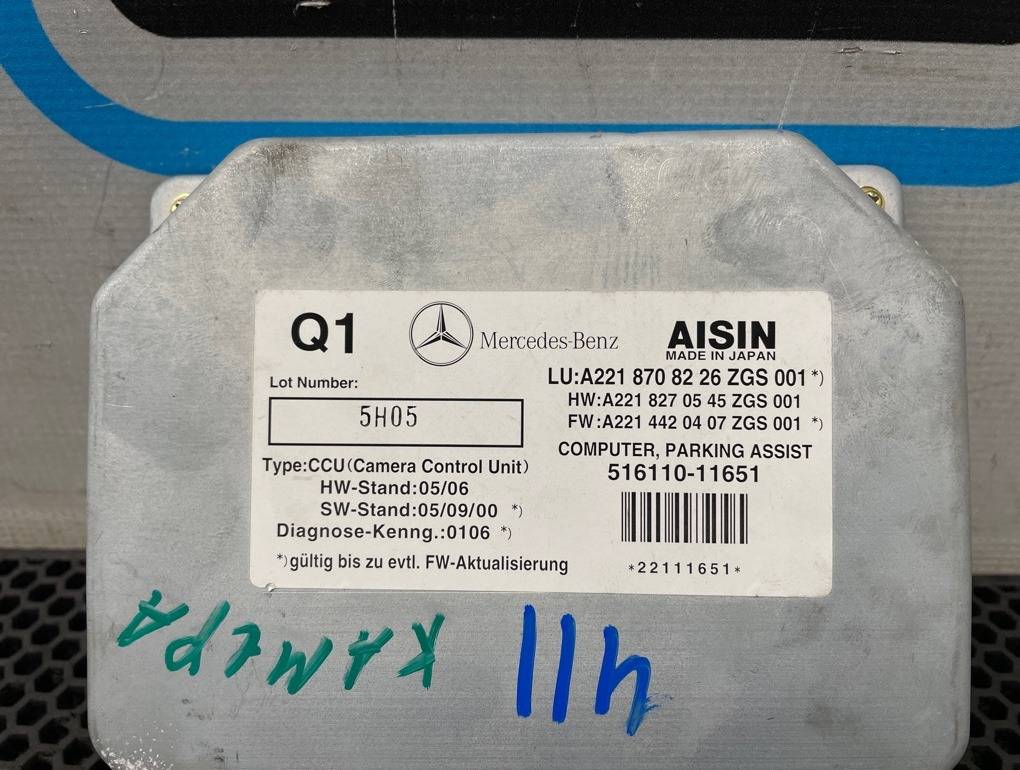 Q1
Mercedes-Benz
AISIN
MADE IN JAPAN
LU:A221 870 82 26 ZGS 001 *)
HW:A221 827 05 45 ZGS 001
FW:A221 442 04 07 ZGS 001 *)
COMPUTER, PARKING ASSIST
516110-11651
*22111651*
Lot Number:
5H05
Type:CCU(Camera Control Unit)
HW-Stand:05/06
SW-Stand:05/09/00 *)
Diagnose-Kenng.:0106 *)
*)gültig bis zu evtl. FW-Aktualisierung
КАМЕРА